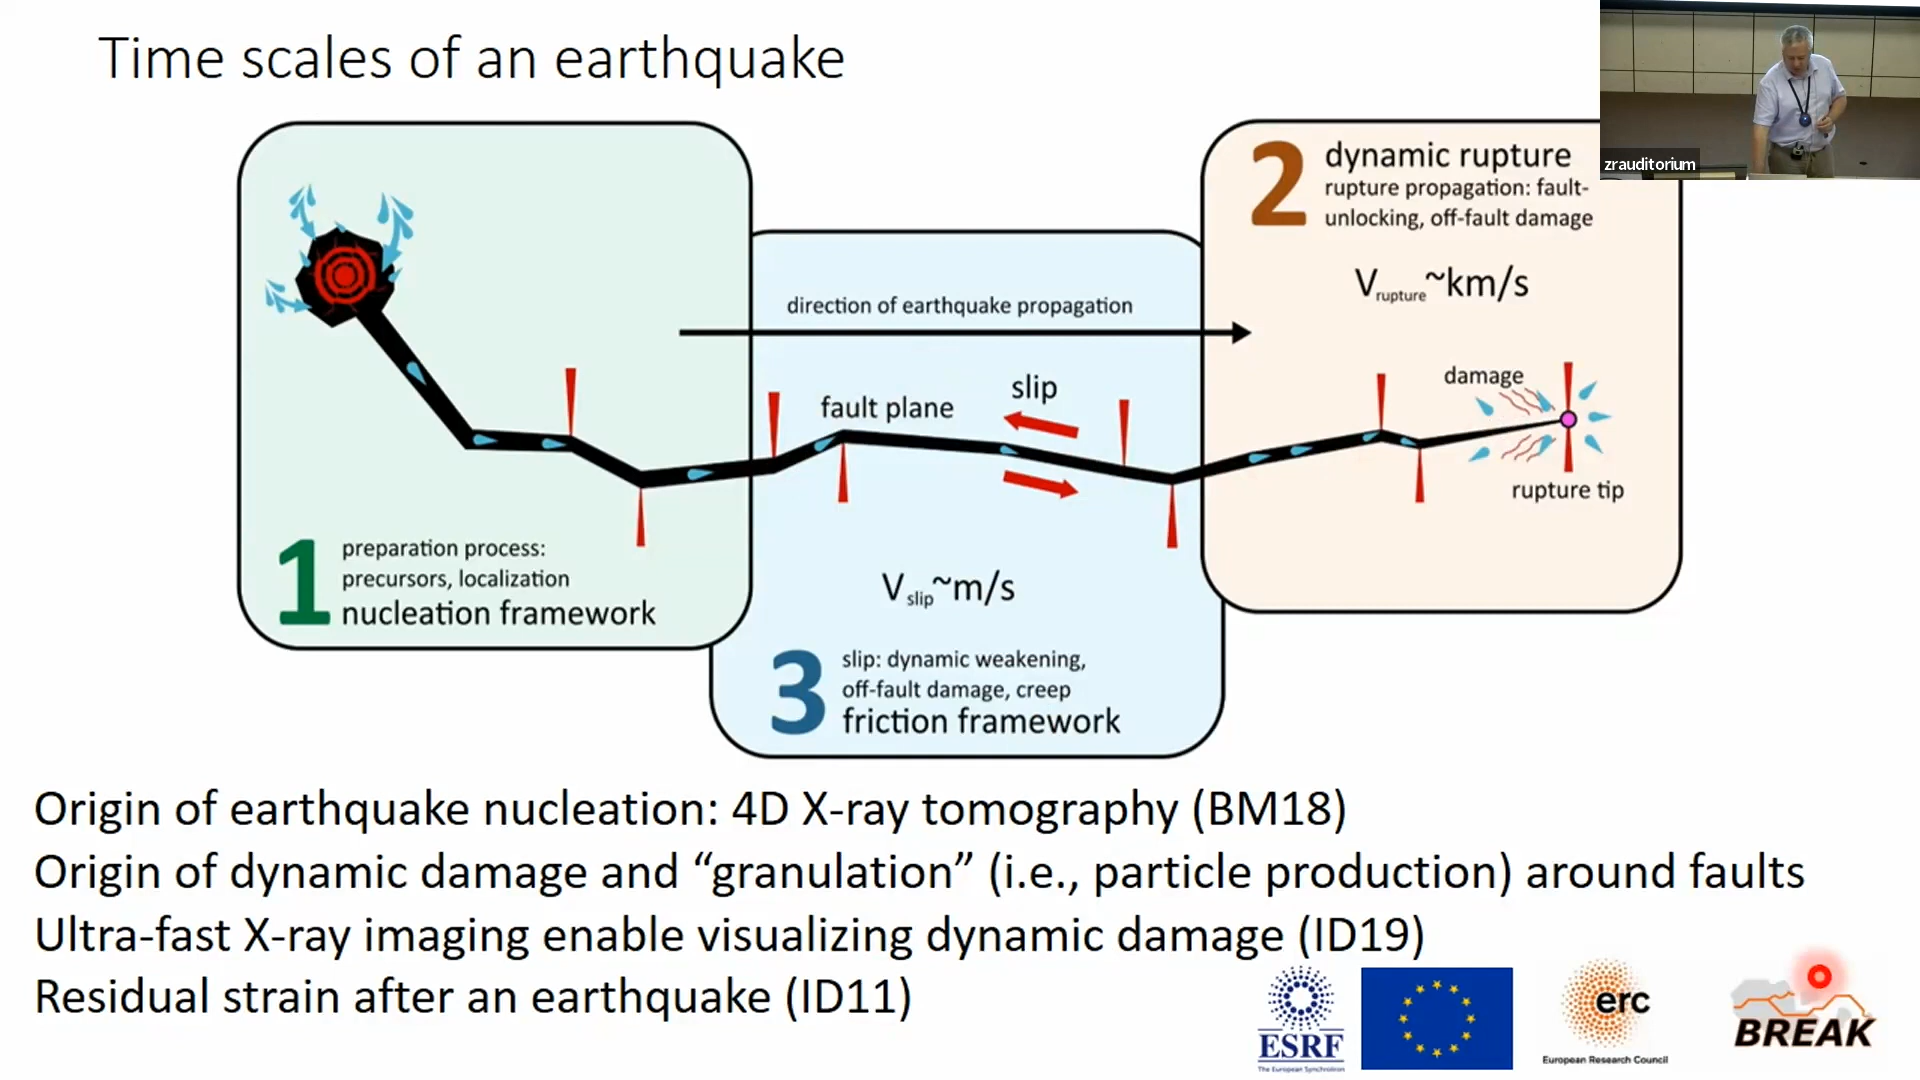 Time scales of an earthquake
zrauditorium
2
dynamic rupture
rupture propagation: fault-
unlocking, off-fault damage
Vrupture~km/s
direction of earthquake propagation
slip
fault plane
damage
rupture tip
1
preparation process:
precursors, localization
nucleation framework
Vslip~m/s
3
slip: dynamic weakening,
off-fault damage, creep
friction framework
Origin of earthquake nucleation: 4D X-ray tomography (BM18)
Origin of dynamic damage and “granulation” (i.e., particle production) around faults
Ultra-fast X-ray imaging enable visualizing dynamic damage (ID19)
Residual strain after an earthquake (ID11)
ESRF
The European Synchrotron
erc
European Research Council
BREAK